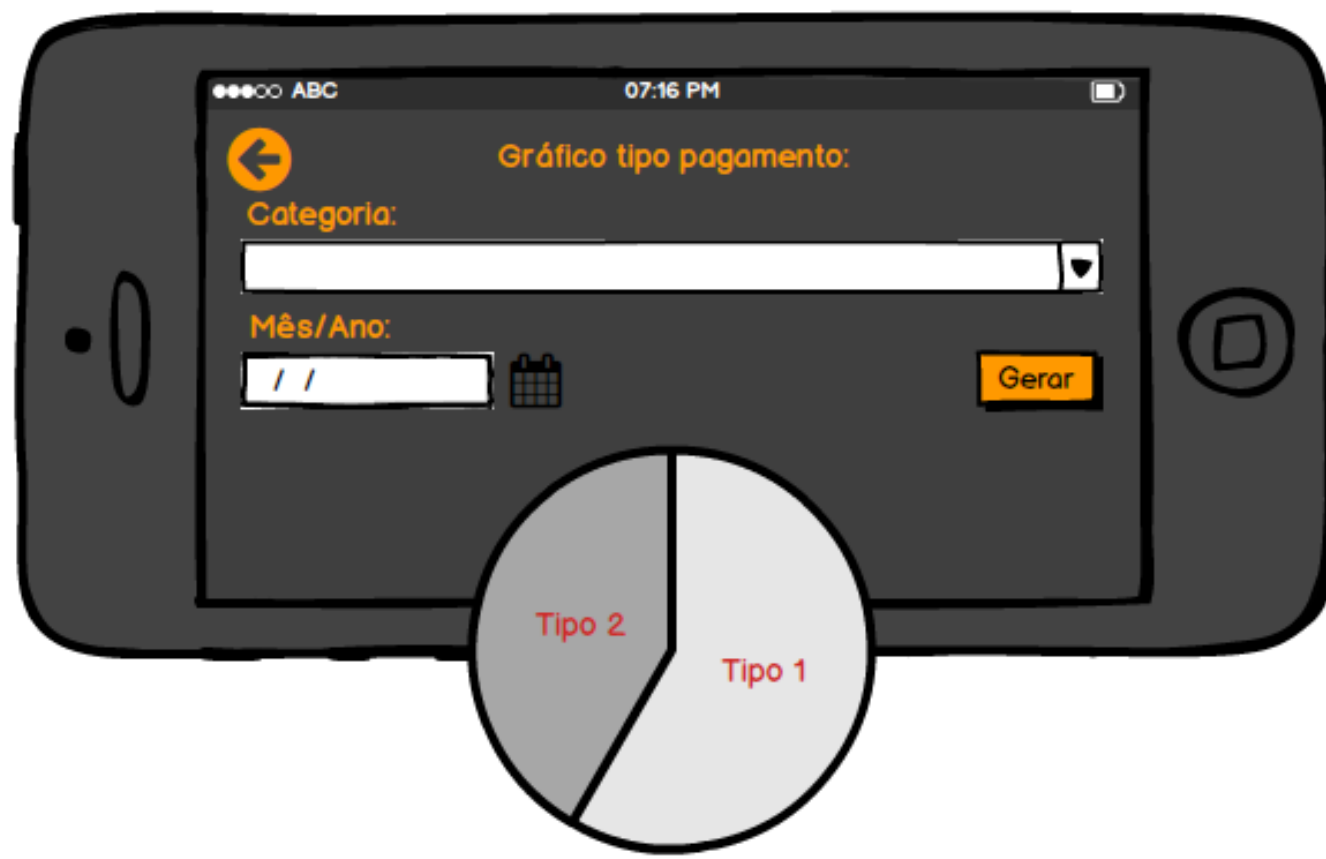 ABC 07:16 PM
Gráfico tipo pagamento:
Categoria:
Mês/Ano:
/ /
Gerar
Tipo 2
Tipo 1